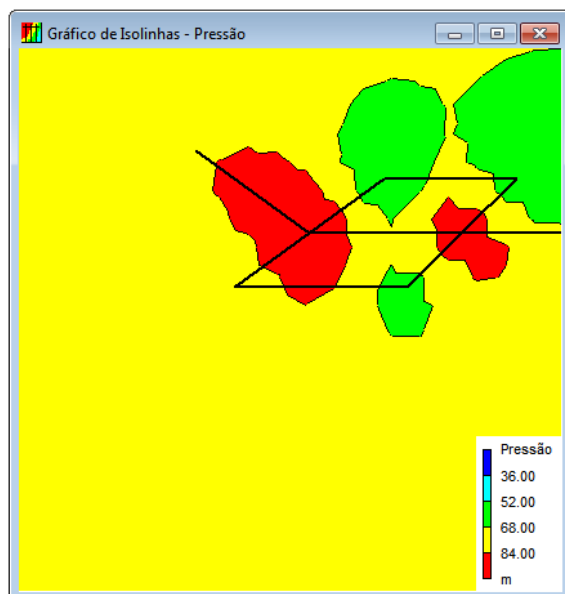 Gráfico de Isolinhas - Pressão
Pressão
36.00
52.00
68.00
84.00
m